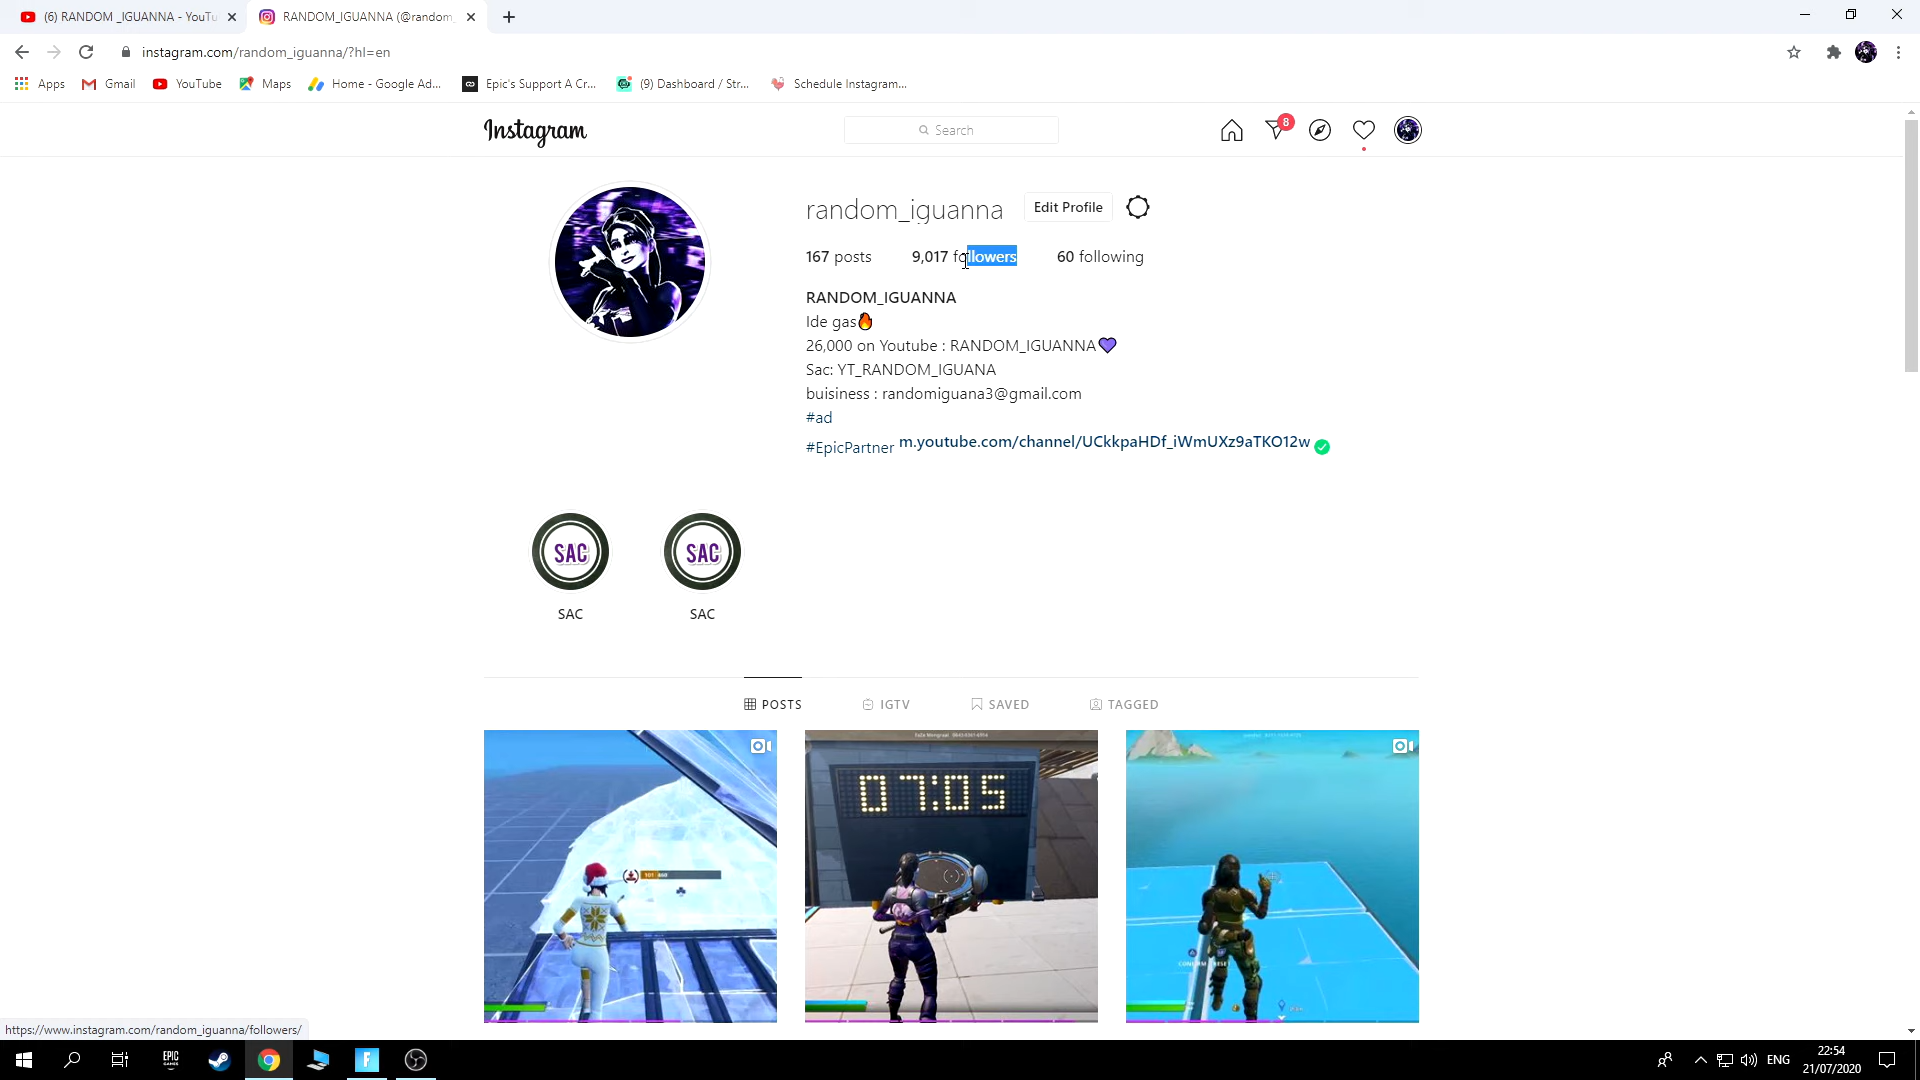 (6) RANDOM _IGUANNA - YouTu
RANDOM_IGUANNA (@random_
instagram.com/random_iguanna/?hl=en
Apps
Gmail
YouTube
Maps
Home - Google Ad...
Epic's Support A Cr...
(9) Dashboard / Str...
Schedule Instagram...
Instagram
Search
8
random_iguanna
Edit Profile
167 posts
9,017 followers
60 following
RANDOM_IGUANNA
Ide gas🔥
26,000 on Youtube : RANDOM_IGUANNA💜
Sac: YT_RANDOM_IGUANA
buisiness : randomiguana3@gmail.com
#ad
#EpicPartner m.youtube.com/channel/UCkkpaHDf_iWmUXz9aTKO12w
SAC
SAC
SAC
SAC
POSTS
IGTV
SAVED
TAGGED
101
07:05
https://www.instagram.com/random_iguanna/followers/
EPIC
GAMES
F
ENG
22:54
21/07/2020